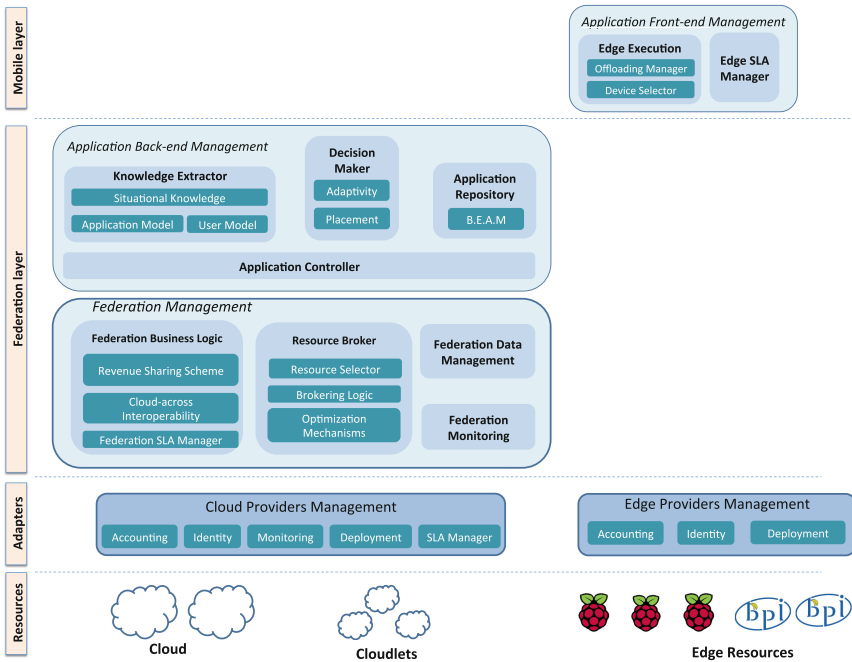 Mobile layer
Application Front-end Management
Edge Execution
Offloading Manager
Device Selector
Edge SLA
Manager
Federation layer
Application Back-end Management
Knowledge Extractor
Situational Knowledge
Application Model
User Model
Decision
Maker
Adaptivity
Placement
Application
Repository
B.E.A.M
Application Controller
Federation Management
Federation Business Logic
Revenue Sharing Scheme
Cloud-across
Interoperability
Federation SLA Manager
Resource Broker
Resource Selector
Brokering Logic
Optimization
Mechanisms
Federation Data
Management
Federation
Monitoring
Adapters
Cloud Providers Management
Accounting
Identity
Monitoring
Deployment
SLA Manager
Edge Providers Management
Accounting
Identity
Deployment
Resources
Cloud
Cloudlets
bpi
bpi
Edge Resources